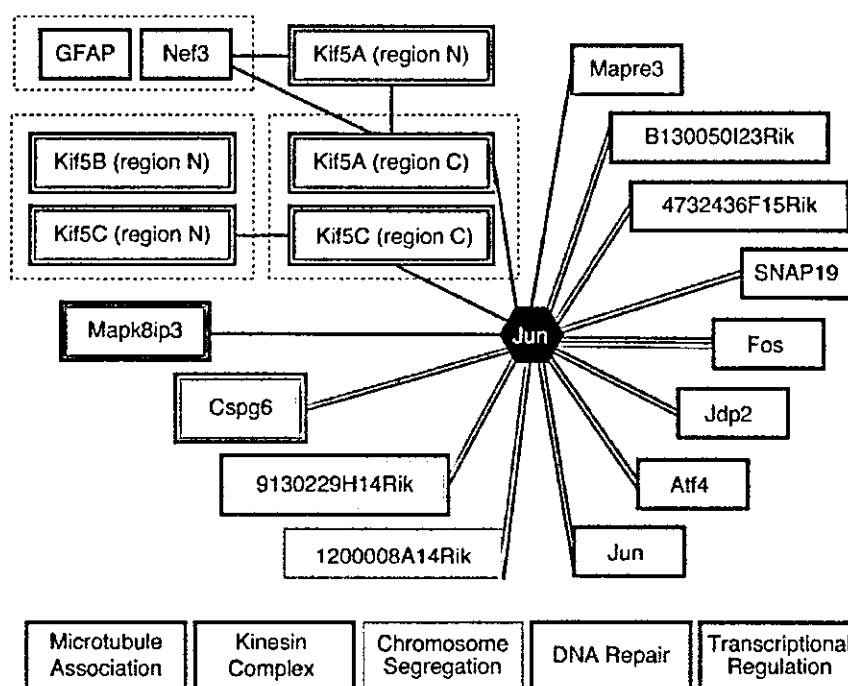 GFAP
Nef3
Kif5A (region N)
Mapre3
Kif5B (region N)
Kif5A (region C)
B130050I23Rik
Kif5C (region N)
Kif5C (region C)
4732436F15Rik
SNAP19
Mapk8ip3
Jun
Fos
Cspg6
Jdp2
9130229H14Rik
Atf4
1200008A14Rik
Jun
Microtubule
Association
Kinesin
Complex
Chromosome
Segregation
DNA Repair
Transcriptional
Regulation